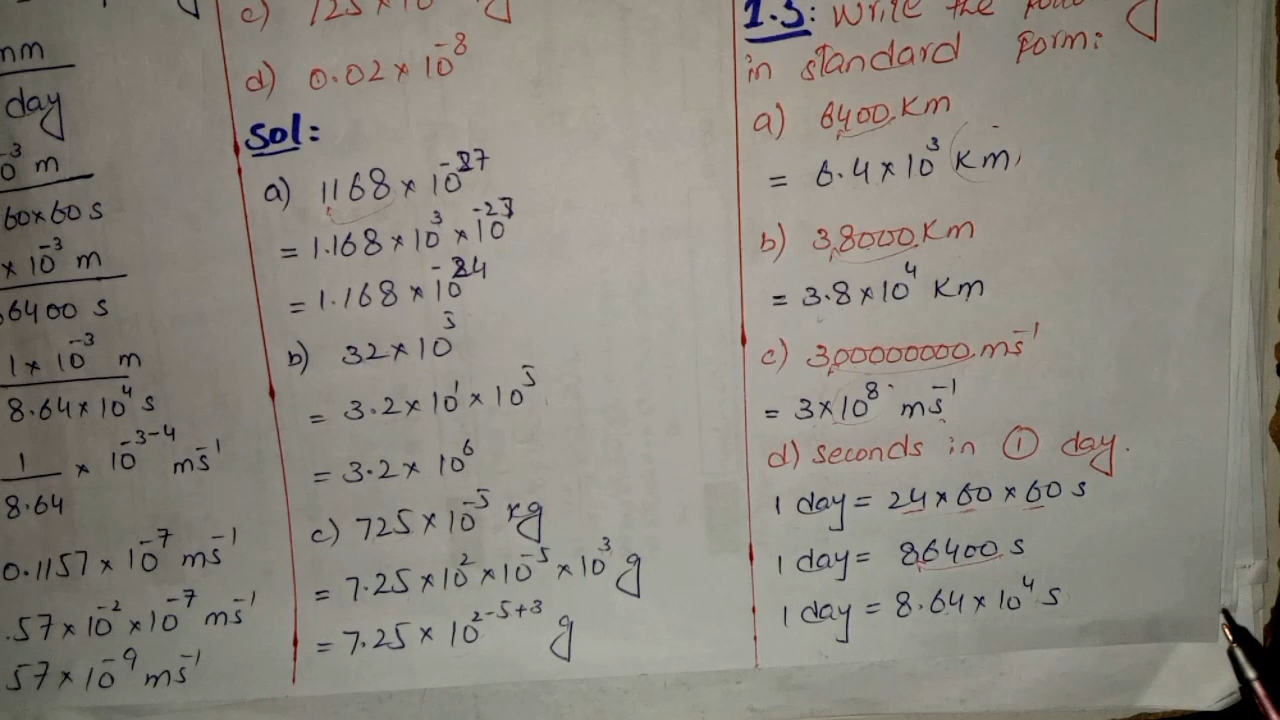 nm
day
0⁻³ m
60×60 s
× 10⁻³ m
6400 s
1 × 10⁻³ m
8.64×10⁴ s
1/8.64 × 10⁻³⁻⁴ ms⁻¹
0.1157 × 10⁻⁷ ms⁻¹
.57 × 10⁻² × 10⁻⁷ ms⁻¹
57 × 10⁻⁹ ms⁻¹
d) 0.02 × 10⁻⁸
Sol:
a) 1168 × 10⁻²⁷
= 1.168 × 10³ × 10⁻²⁷
= 1.168 × 10⁻²⁴
b) 32 × 10⁵
= 3.2 × 10¹ × 10⁵
= 3.2 × 10⁶
c) 725 × 10⁻⁵ kg
= 7.25 × 10² × 10⁻⁵ × 10³ g
= 7.25 × 10²⁻⁵⁺³ g
Write the
in standard form:
a) 6400 Km
= 6.4 × 10³ Km
b) 38000 Km
= 3.8 × 10⁴ Km
c) 300000000 ms⁻¹
= 3 × 10⁸ ms⁻¹
d) seconds in 1 day.
1 day = 24 × 60 × 60 s
1 day = 86400 s
1 day = 8.64 × 10⁴ s